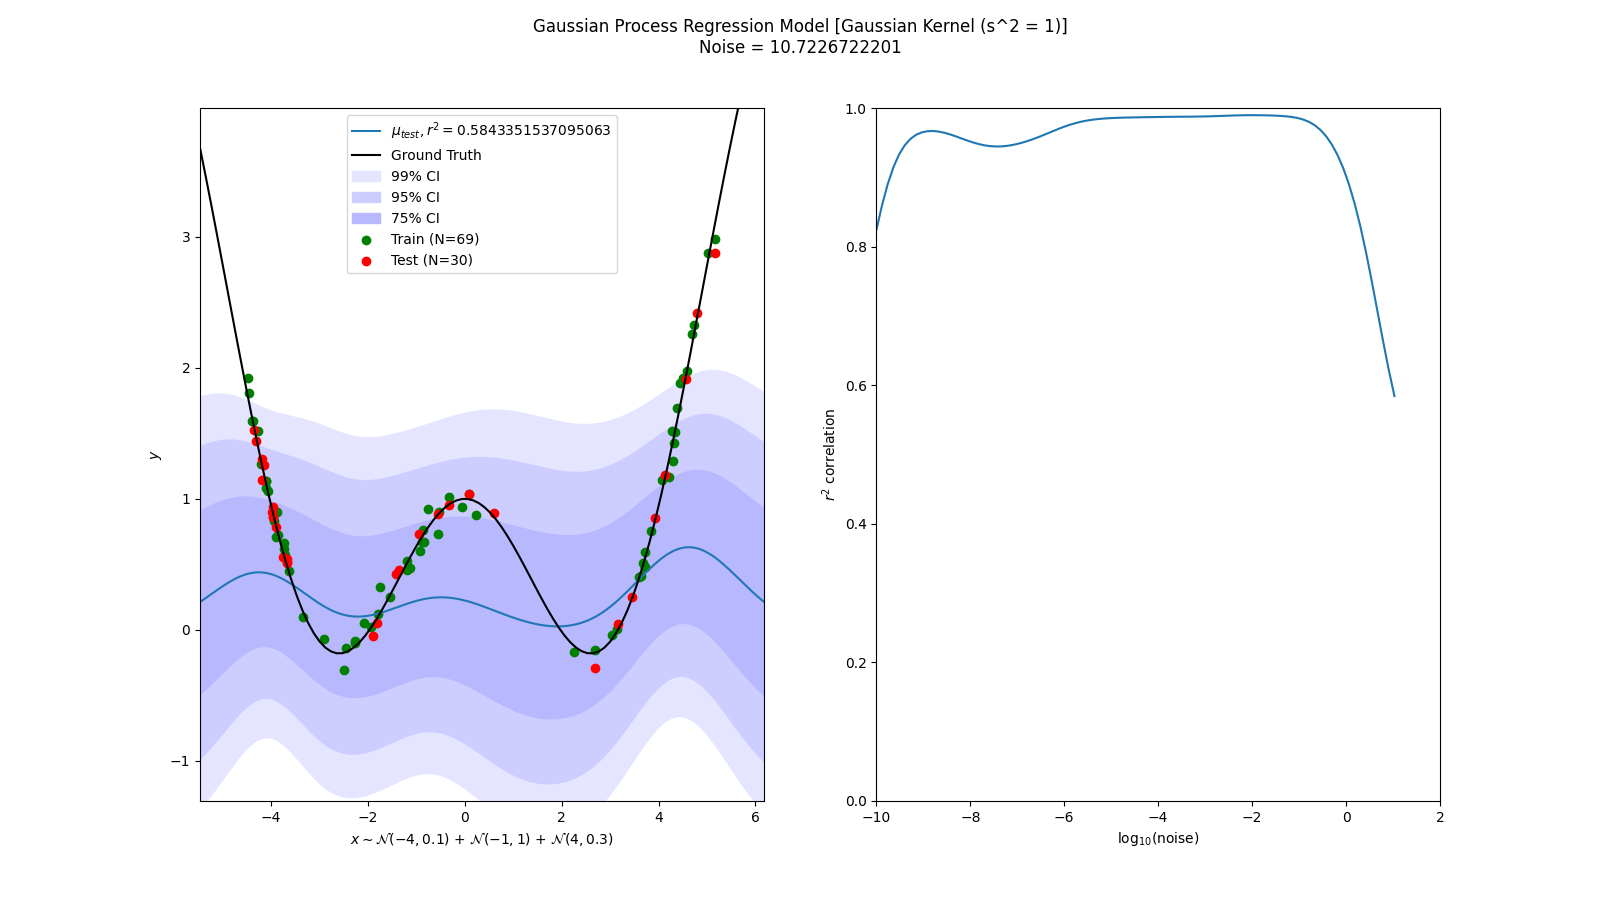 Gaussian Process Regression Model [Gaussian Kernel (s^2 = 1)]
Noise = 10.7226722201
μ_test, r² = 0.5843351537095063
Ground Truth
99% CI
95% CI
75% CI
Train (N=69)
Test (N=30)
3
2
1
0
−1
y
−4 −2 0 2 4 6
x ~ 𝒩(−4, 0.1) + 𝒩(−1, 1) + 𝒩(4, 0.3)
1.0
0.8
0.6
0.4
0.2
0.0
r² correlation
−10 −8 −6 −4 −2 0 2
log₁₀(noise)